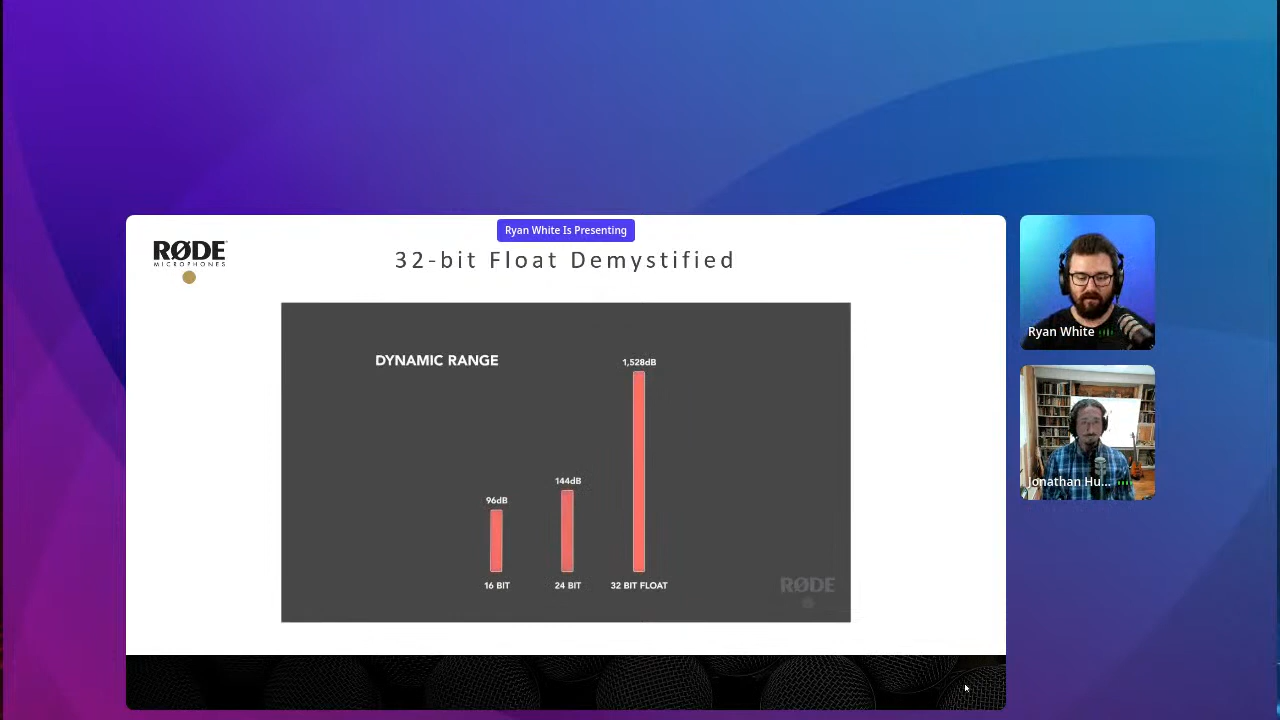 Ryan White Is Presenting
RØDE
MICROPHONES
32-bit Float Demystified
DYNAMIC RANGE
1,528dB
144dB
96dB
16 BIT
24 BIT
32 BIT FLOAT
RØDE
Ryan White
Jonathan Hu...